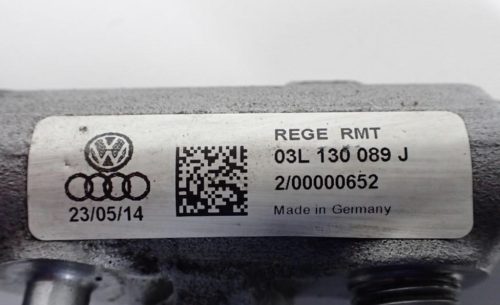 REGE RMT
03L 130 089 J
2/00000652
Made in Germany
23/05/14